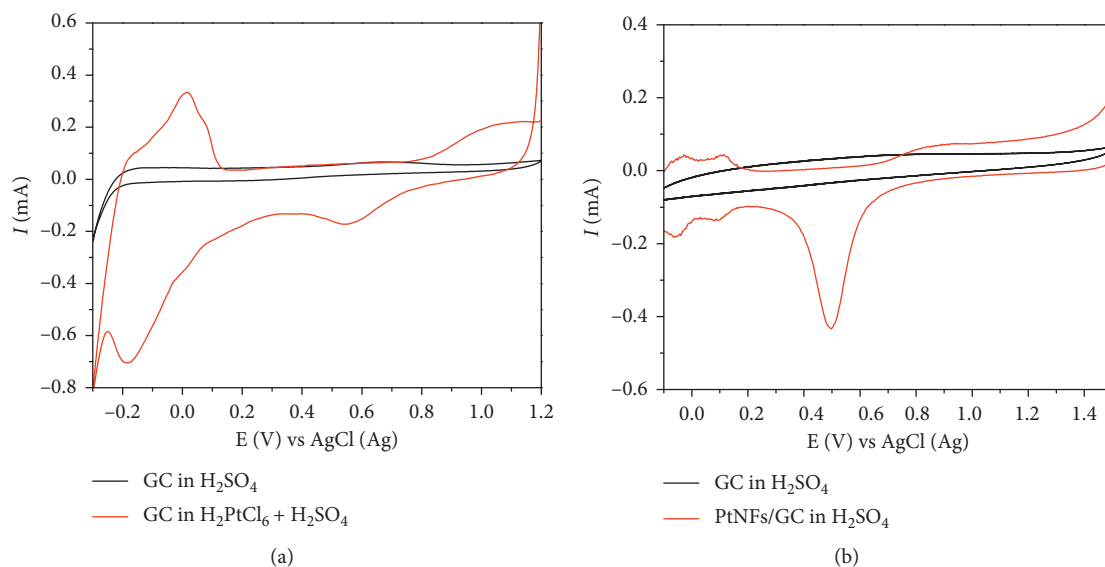 0.6
0.4
0.2
0.0
–0.2
–0.4
–0.6
–0.8
I (mA)
–0.2 0.0 0.2 0.4 0.6 0.8 1.0 1.2
E (V) vs AgCl (Ag)
GC in H₂SO₄
GC in H₂PtCl₆ + H₂SO₄
(a)
0.4
0.2
0.0
–0.2
–0.4
–0.6
I (mA)
0.0 0.2 0.4 0.6 0.8 1.0 1.2 1.4
E (V) vs AgCl (Ag)
GC in H₂SO₄
PtNFs/GC in H₂SO₄
(b)